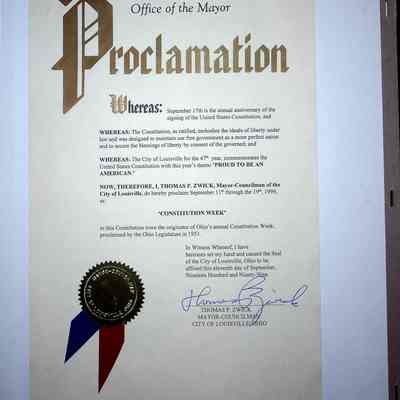 Office of the Mayor
Proclamation
Whereas: September 17th is the annual anniversary of the
signing of the United States Constitution, and
WHEREAS: The Constitution, as ratified, embodies the ideals of liberty under
law and was designed to maintain our free government as a more perfect union
and to secure the blessings of liberty by consent of the governed; and
WHEREAS: The City of Louisville for the 47th year, commemorates the
United States Constitution with this year's theme "PROUD TO BE AN
AMERICAN."
NOW, THEREFORE, I, THOMAS P. ZWICK, Mayor-Councilman of the
City of Louisville, do hereby proclaim September 11th through the 19th, 1999,
as
"CONSTITUTION WEEK"
in this Constitution town the originator of Ohio's annual Constitution Week,
proclaimed by the Ohio Legislature in 1953.
In Witness Whereof, I have
hereunto set my hand and caused the Seal
of the City of Louisville, Ohio to be
affixed this eleventh day of September,
Nineteen Hundred and Ninety-Nine.
Thomas P. Zwick
THOMAS P. ZWICK
MAYOR-COUNCILMAN
CITY OF LOUISVILLE, OHIO